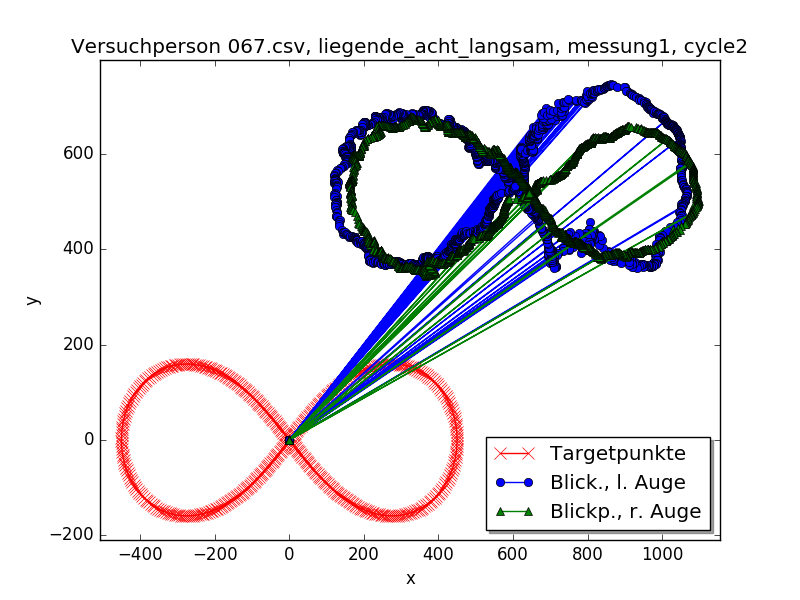 Versuchperson 067.csv, liegende_acht_langsam, messung1, cycle2
y
600
400
200
0
−200
−400
−200
0
200
400
600
800
1000
x
Targetpunkte
Blick., l. Auge
Blickp., r. Auge